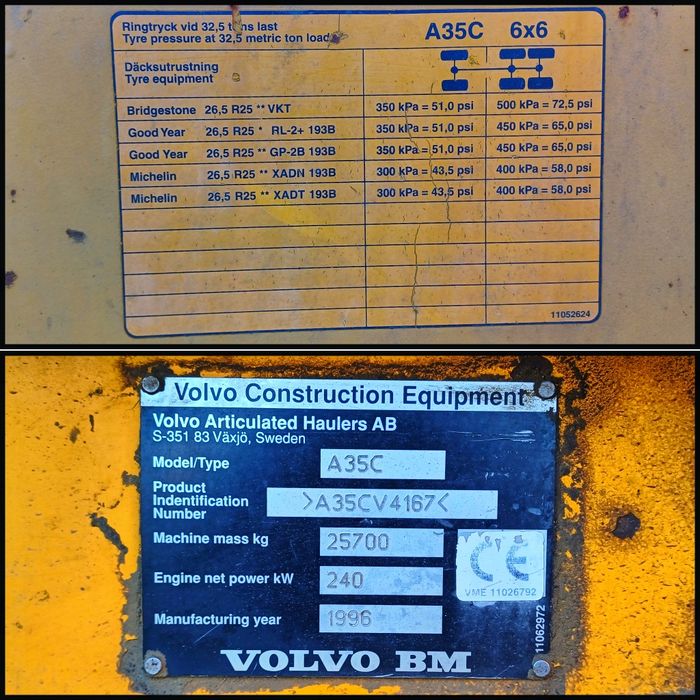 Ringtryck vid 32,5 tons last
Tyre pressure at 32,5 metric ton load
A35C 6x6
Däcksutrustning
Tyre equipment
Bridgestone 26,5 R25 ** VKT 350 kPa = 51,0 psi 500 kPa = 72,5 psi
Good Year 26,5 R25 * RL-2+ 193B 350 kPa = 51,0 psi 450 kPa = 65,0 psi
Good Year 26,5 R25 ** GP-2B 193B 350 kPa = 51,0 psi 450 kPa = 65,0 psi
Michelin 26,5 R25 ** XADN 193B 300 kPa = 43,5 psi 400 kPa = 58,0 psi
Michelin 26,5 R25 ** XADT 193B 300 kPa = 43,5 psi 400 kPa = 58,0 psi
11052624
Volvo Construction Equipment
Volvo Articulated Haulers AB
S-351 83 Växjö, Sweden
Model/Type A35C
Product
Indentification
Number
>A35CV4167<
Machine mass kg 25700
Engine net power kW 240
Manufacturing year 1996
CE
VME 11026792
11062972
VOLVO BM